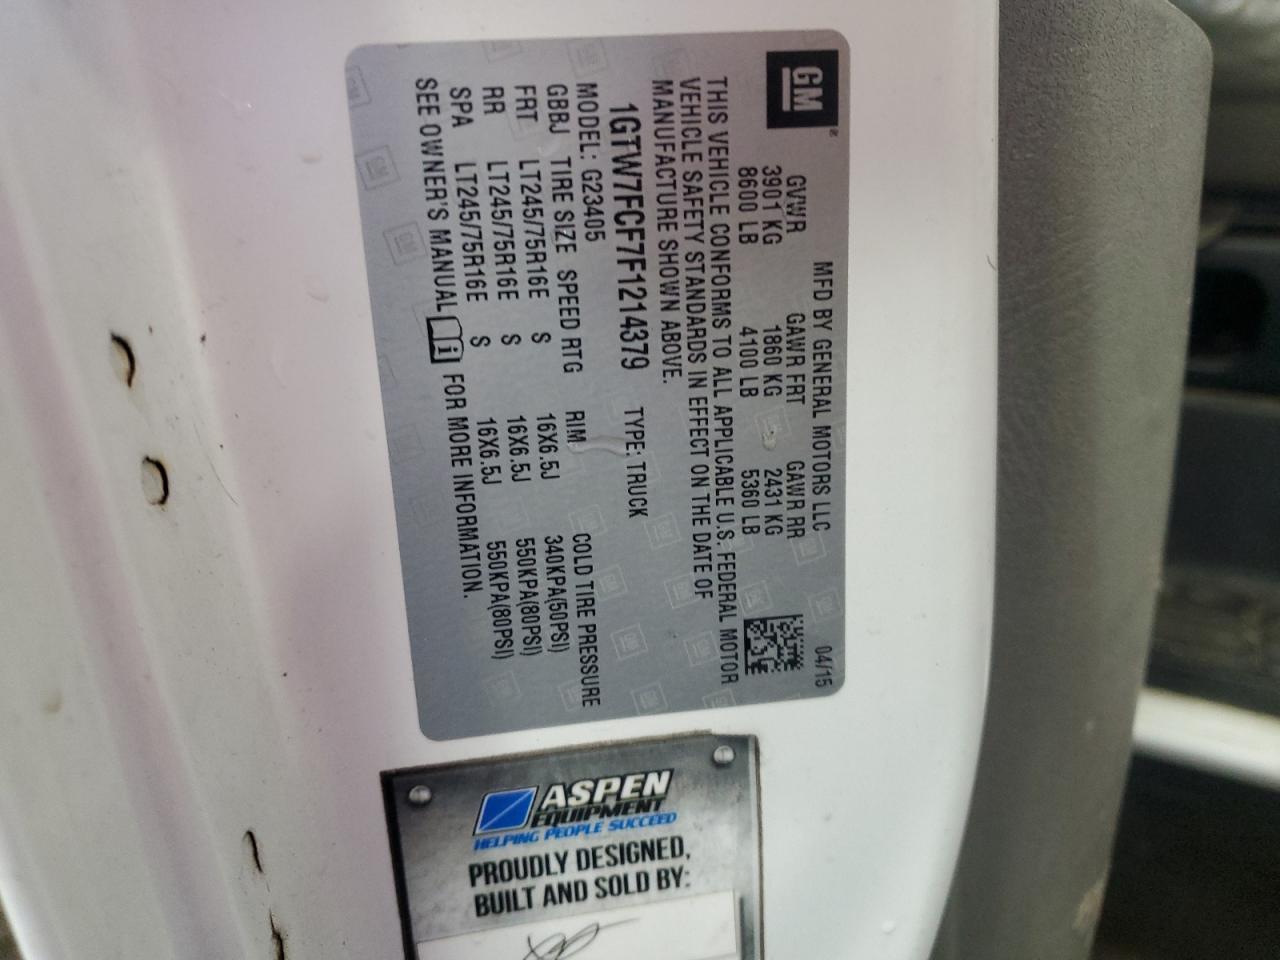 GM®
MFD BY GENERAL MOTORS LLC 04/15
GVWR GAWR FRT GAWR RR
3901 KG 1860 KG 2431 KG
8600 LB 4100 LB 5360 LB
THIS VEHICLE CONFORMS TO ALL APPLICABLE U.S. FEDERAL MOTOR
VEHICLE SAFETY STANDARDS IN EFFECT ON THE DATE OF
MANUFACTURE SHOWN ABOVE.
1GTW7FCF7F1214379 TYPE: TRUCK
MODEL: G23405
GBBJ TIRE SIZE SPEED RTG RIM COLD TIRE PRESSURE
FRT LT245/75R16E S 16X6.5J 340KPA(50PSI)
RR LT245/75R16E S 16X6.5J 550KPA(80PSI)
SPA LT245/75R16E S 16X6.5J 550KPA(80PSI)
SEE OWNER'S MANUAL i FOR MORE INFORMATION.
ASPEN
EQUIPMENT
HELPING PEOPLE SUCCEED
PROUDLY DESIGNED,
BUILT AND SOLD BY: